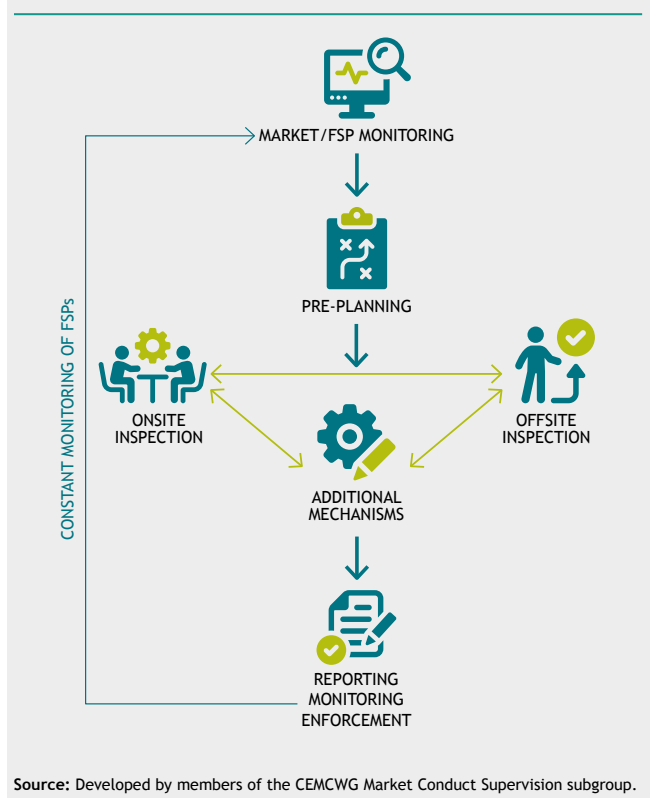 MARKET/FSP MONITORING
PRE-PLANNING
CONSTANT MONITORING OF FSPs
ONSITE
INSPECTION
OFFSITE
INSPECTION
ADDITIONAL
MECHANISMS
REPORTING
MONITORING
ENFORCEMENT
Source: Developed by members of the CEMCWG Market Conduct Supervision subgroup.